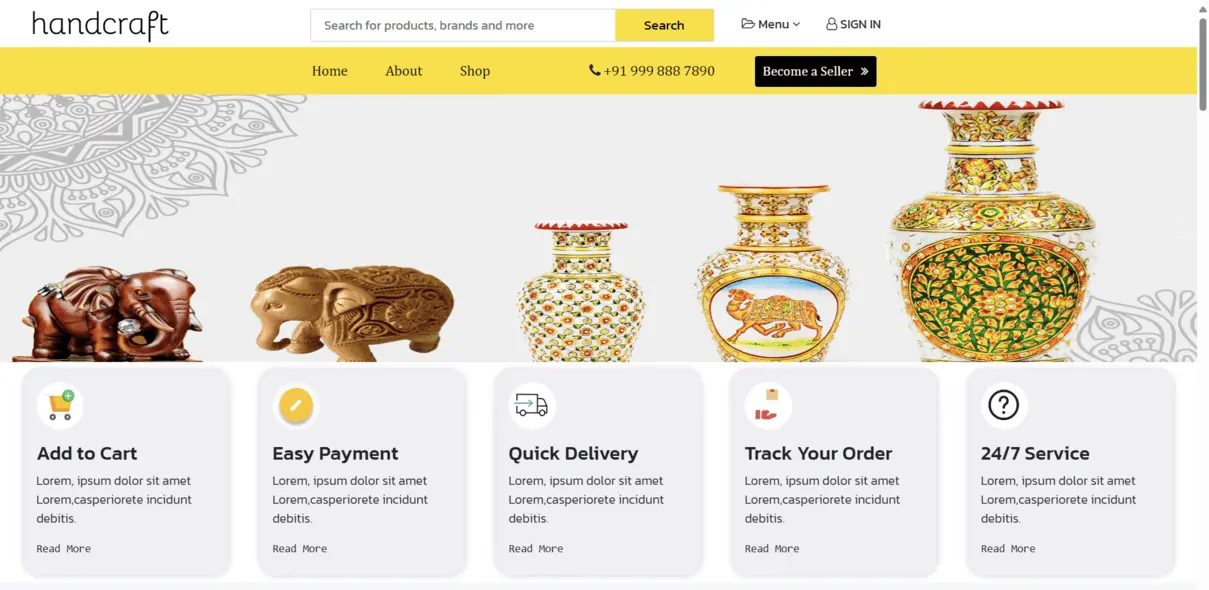 handcraft
Search for products, brands and more
Search
Menu
SIGN IN
Home
About
Shop
+91 999 888 7890
Become a Seller »
Add to Cart
Lorem, ipsum dolor sit amet
Lorem,casperiorete incidunt
debitis.
Read More
Easy Payment
Lorem, ipsum dolor sit amet
Lorem,casperiorete incidunt
debitis.
Read More
Quick Delivery
Lorem, ipsum dolor sit amet
Lorem,casperiorete incidunt
debitis.
Read More
Track Your Order
Lorem, ipsum dolor sit amet
Lorem,casperiorete incidunt
debitis.
Read More
24/7 Service
Lorem, ipsum dolor sit amet
Lorem,casperiorete incidunt
debitis.
Read More